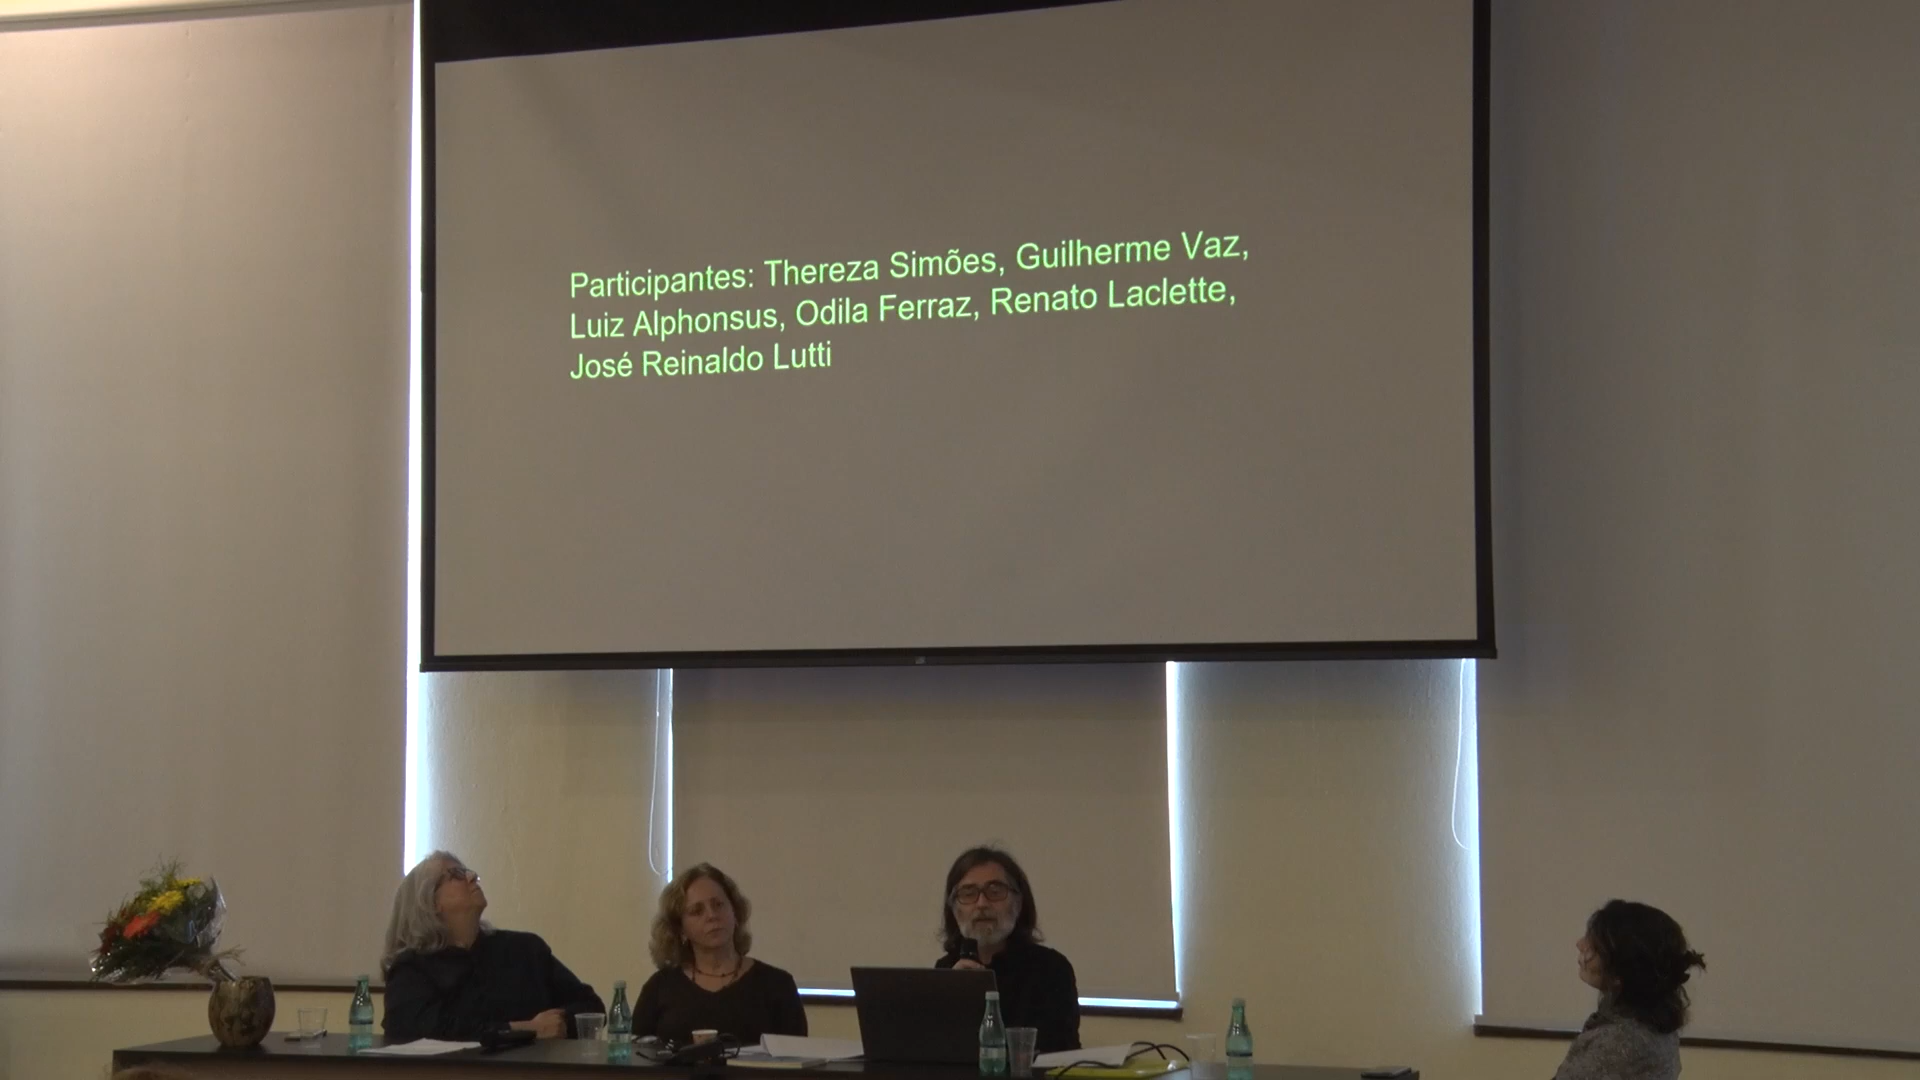 Participantes: Thereza Simões, Guilherme Vaz,
Luiz Alphonsus, Odila Ferraz, Renato Laclette,
José Reinaldo Lutti